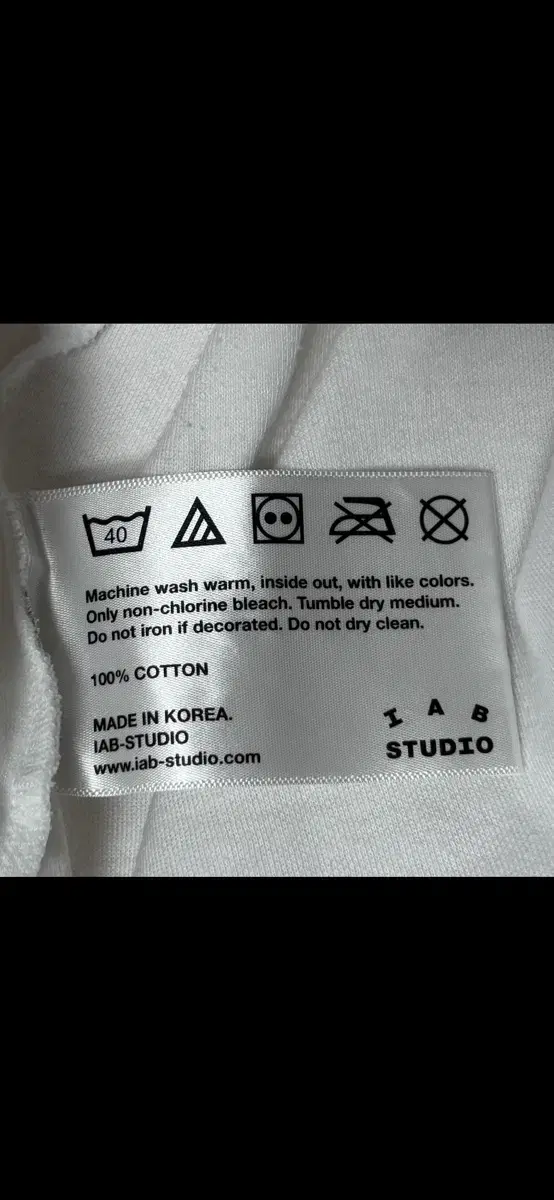 40
Machine wash warm, inside out, with like colors.
Only non-chlorine bleach. Tumble dry medium.
Do not iron if decorated. Do not dry clean.
100% COTTON
MADE IN KOREA.
IAB-STUDIO
www.iab-studio.com
I A B
STUDIO